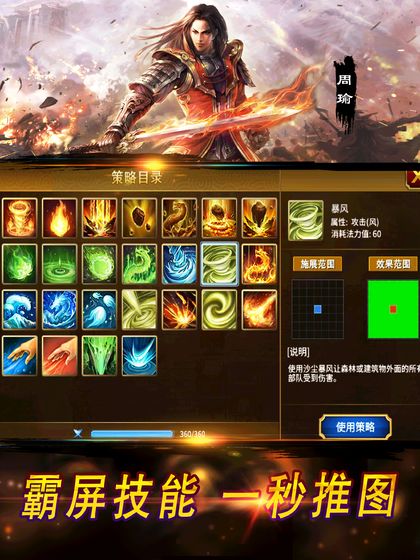 周瑜
策略目录
暴风
属性: 攻击(风)
消耗法力值: 60
施展范围
效果范围
[说明]
使用沙尘暴风让森林或建筑物外面的所有
部队受到伤害。
使用策略
360/360
霸屏技能 一秒推图